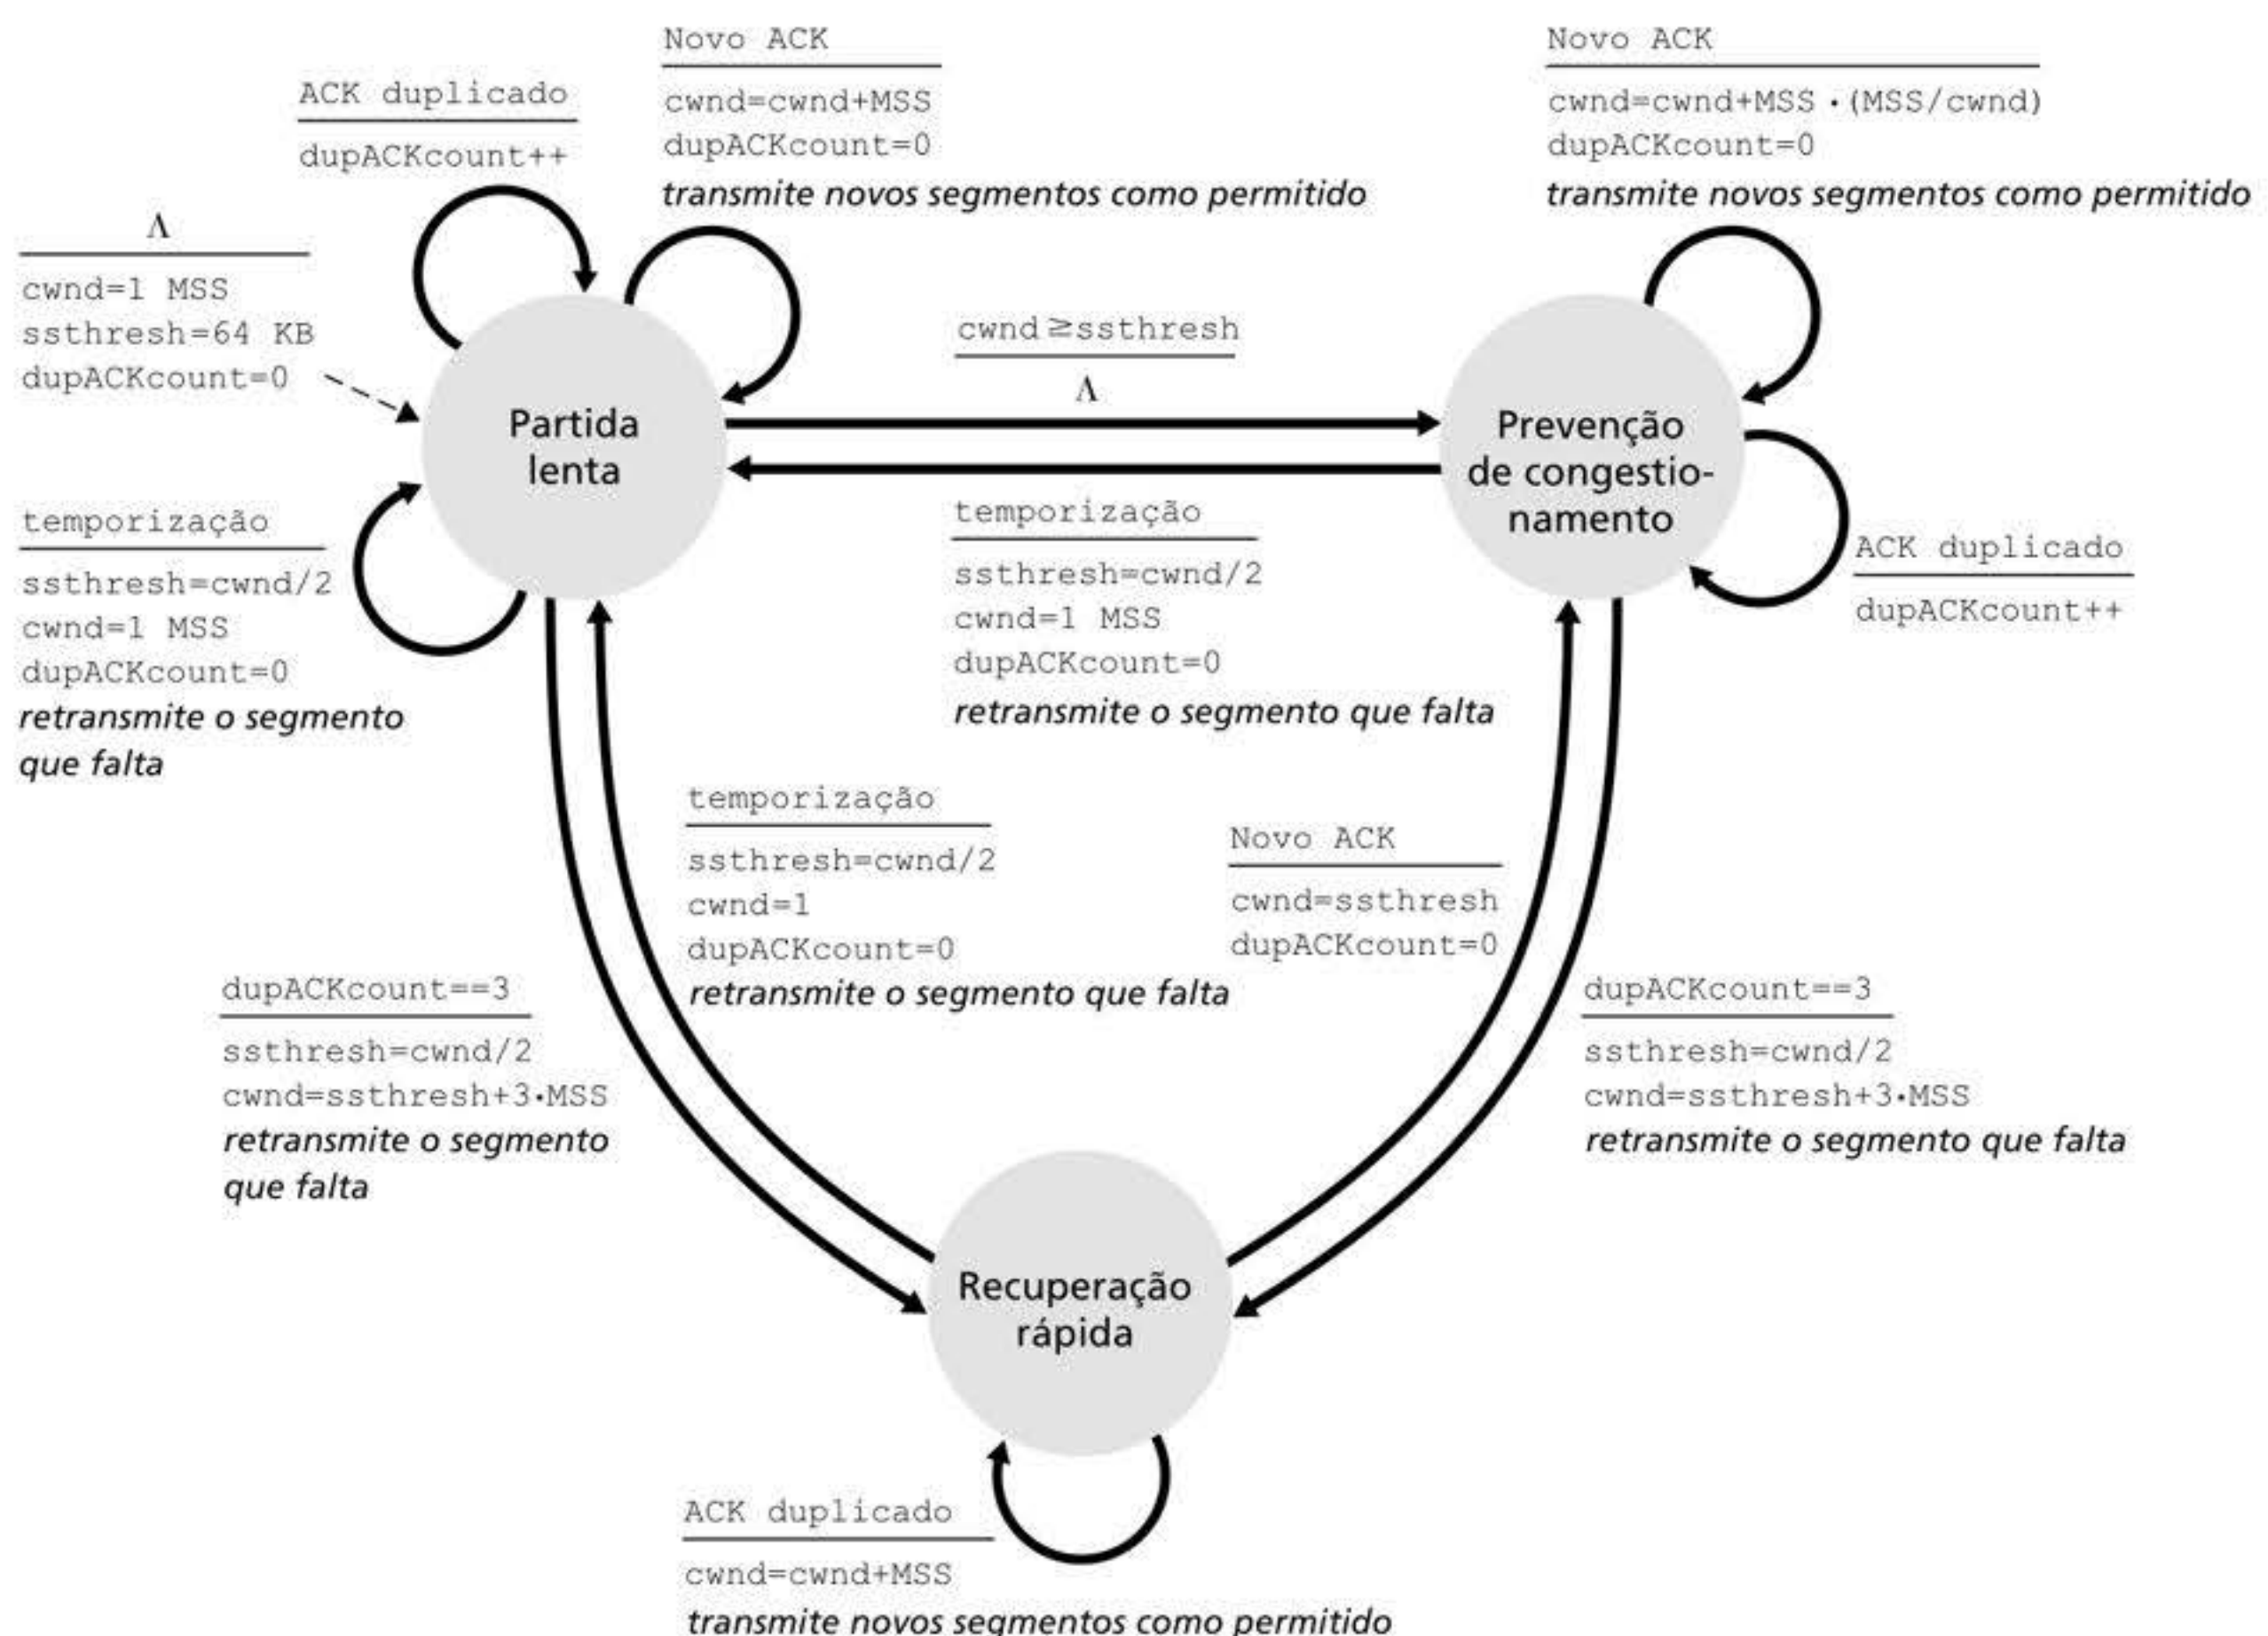 Novo ACK
cwnd=cwnd+MSS
dupACKcount=0
transmite novos segmentos como permitido
Novo ACK
cwnd=cwnd+MSS·(MSS/cwnd)
dupACKcount=0
transmite novos segmentos como permitido
ACK duplicado
dupACKcount++
Λ
cwnd=1 MSS
ssthresh=64 KB
dupACKcount=0
cwnd≥ssthresh
Λ
Partida
lenta
Prevenção
de congestio-
namento
temporização
ssthresh=cwnd/2
cwnd=1 MSS
dupACKcount=0
retransmite o segmento
que falta
temporização
ssthresh=cwnd/2
cwnd=1 MSS
dupACKcount=0
retransmite o segmento que falta
ACK duplicado
dupACKcount++
temporização
ssthresh=cwnd/2
cwnd=1
dupACKcount=0
retransmite o segmento que falta
Novo ACK
cwnd=ssthresh
dupACKcount=0
dupACKcount==3
ssthresh=cwnd/2
cwnd=ssthresh+3·MSS
retransmite o segmento
que falta
dupACKcount==3
ssthresh=cwnd/2
cwnd=ssthresh+3·MSS
retransmite o segmento que falta
Recuperação
rápida
ACK duplicado
cwnd=cwnd+MSS
transmite novos segmentos como permitido